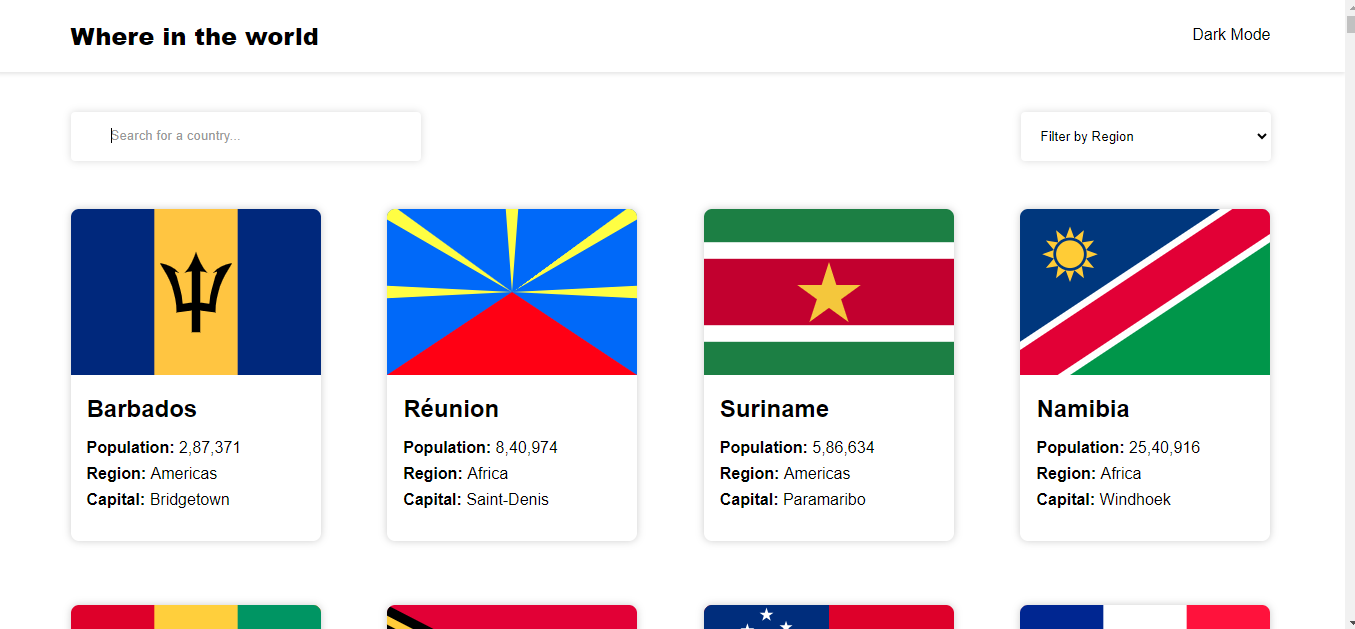 Where in the world
Dark Mode
Search for a country...
Filter by Region
Barbados
Population: 2,87,371
Region: Americas
Capital: Bridgetown
Réunion
Population: 8,40,974
Region: Africa
Capital: Saint-Denis
Suriname
Population: 5,86,634
Region: Americas
Capital: Paramaribo
Namibia
Population: 25,40,916
Region: Africa
Capital: Windhoek